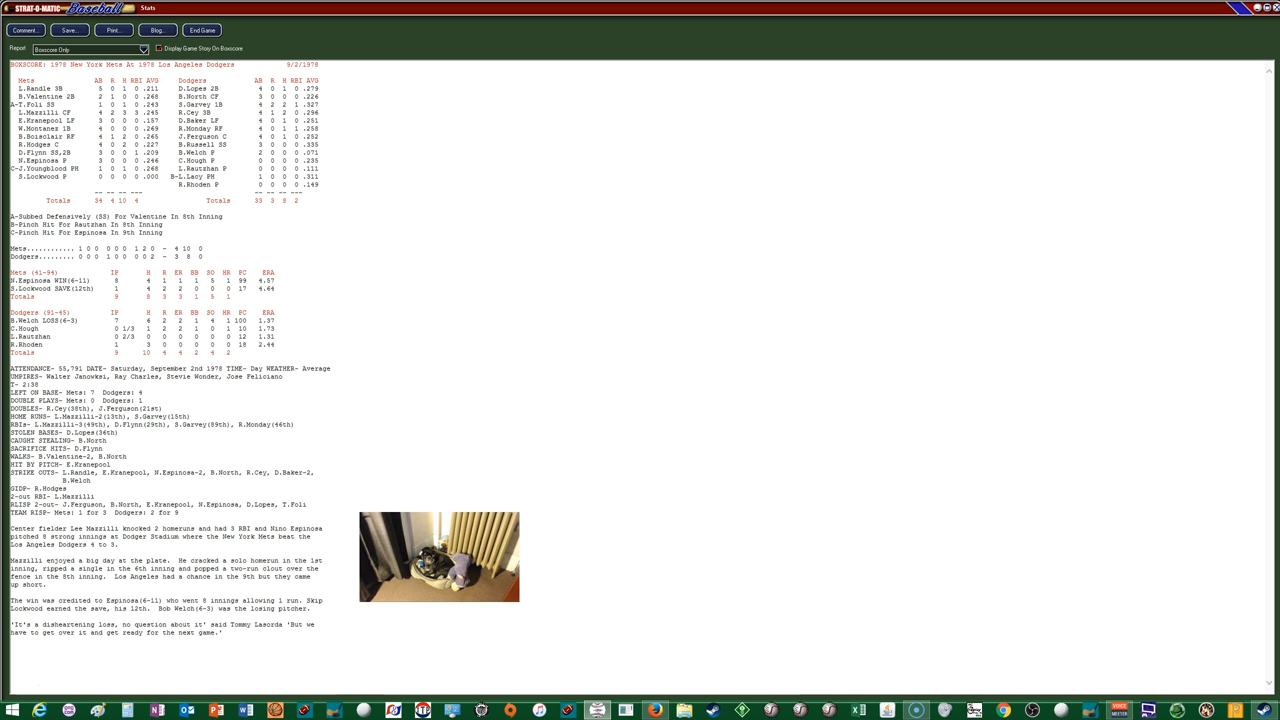 STRAT-O-MATIC Baseball Stats
Comment... Save... Print... Blog... End Game
Report Boxscore Only Display Game Story On Boxscore
BOXSCORE: 1978 New York Mets At 1978 Los Angeles Dodgers 9/2/1978
Mets AB R H RBI AVG Dodgers AB R H RBI AVG
L.Randle 3B 5 0 1 0 .211 D.Lopes 2B 4 0 1 0 .279
B.Valentine 2B 2 1 0 0 .268 B.North CF 3 0 0 0 .226
A-T.Foli SS 1 0 1 0 .243 S.Garvey 1B 4 2 2 1 .327
L.Mazzilli CF 4 2 3 3 .245 R.Cey 3B 4 1 2 0 .296
E.Kranepool LF 3 0 0 0 .157 D.Baker LF 4 0 0 0 .251
W.Montanez 1B 4 0 0 0 .269 R.Monday RF 4 0 1 1 .258
B.Boisclair RF 4 1 2 0 .265 J.Ferguson C 4 0 1 0 .252
R.Hodges C 4 0 2 0 .227 B.Russell SS 3 0 0 0 .335
D.Flynn SS,2B 3 0 0 1 .209 B.Welch P 2 0 1 0 .071
N.Espinosa P 3 0 0 0 .246 C.Hough P 0 0 0 0 .235
C-J.Youngblood PH 1 0 1 0 .268 L.Rautzhan P 0 0 0 0 .111
S.Lockwood P 0 0 0 0 .000 B-L.Lacy PH 1 0 0 0 .311
R.Rhoden P 0 0 0 0 .149
-- -- -- --- -- -- -- ---
Totals 34 4 10 4 Totals 33 3 8 2
A-Subbed Defensively (SS) For Valentine In 8th Inning
B-Pinch Hit For Rautzhan In 8th Inning
C-Pinch Hit For Espinosa In 9th Inning
Mets............ 1 0 0 0 0 0 1 2 0 - 4 10 0
Dodgers......... 0 0 0 1 0 0 0 0 2 - 3 8 0
Mets (41-94) IP H R ER BB SO HR PC ERA
N.Espinosa WIN(6-11) 8 4 1 1 1 5 1 99 4.57
S.Lockwood SAVE(12th) 1 4 2 2 0 0 0 17 4.64
Totals 9 8 3 3 1 5 1
Dodgers (91-45) IP H R ER BB SO HR PC ERA
B.Welch LOSS(6-3) 7 6 2 2 1 4 1 100 1.37
C.Hough 0 1/3 1 2 2 1 0 1 10 1.73
L.Rautzhan 0 2/3 0 0 0 0 0 0 12 1.31
R.Rhoden 1 3 0 0 0 0 0 18 2.44
Totals 9 10 4 4 2 4 2
ATTENDANCE- 55,791 DATE- Saturday, September 2nd 1978 TIME- Day WEATHER- Average
UMPIRES- Walter Janowksi, Ray Charles, Stevie Wonder, Jose Feliciano
T- 2:38
LEFT ON BASE- Mets: 7 Dodgers: 4
DOUBLE PLAYS- Mets: 0 Dodgers: 1
DOUBLES- R.Cey(38th), J.Ferguson(21st)
HOME RUNS- L.Mazzilli-2(13th), S.Garvey(15th)
RBIs- L.Mazzilli-3(49th), D.Flynn(29th), S.Garvey(89th), R.Monday(46th)
STOLEN BASES- D.Lopes(36th)
CAUGHT STEALING- B.North
SACRIFICE HITS- D.Flynn
WALKS- B.Valentine-2, B.North
HIT BY PITCH- E.Kranepool
STRIKE OUTS- L.Randle, E.Kranepool, N.Espinosa-2, B.North, R.Cey, D.Baker-2,
B.Welch
GIDP- R.Hodges
2-out RBI- L.Mazzilli
RLISP 2-out- J.Ferguson, B.North, E.Kranepool, N.Espinosa, D.Lopes, T.Foli
TEAM RISP- Mets: 1 for 3 Dodgers: 2 for 9
Center fielder Lee Mazzilli knocked 2 homeruns and had 3 RBI and Nino Espinosa
pitched 8 strong innings at Dodger Stadium where the New York Mets beat the
Los Angeles Dodgers 4 to 3.
Mazzilli enjoyed a big day at the plate. He cracked a solo homerun in the 1st
inning, ripped a single in the 6th inning and popped a two-run clout over the
fence in the 8th inning. Los Angeles had a chance in the 9th but they came
up short.
The win was credited to Espinosa(6-11) who went 8 innings allowing 1 run. Skip
Lockwood earned the save, his 12th. Bob Welch(6-3) was the losing pitcher.
'It's a disheartening loss, no question about it' said Tommy Lasorda 'But we
have to get over it and get ready for the next game.'